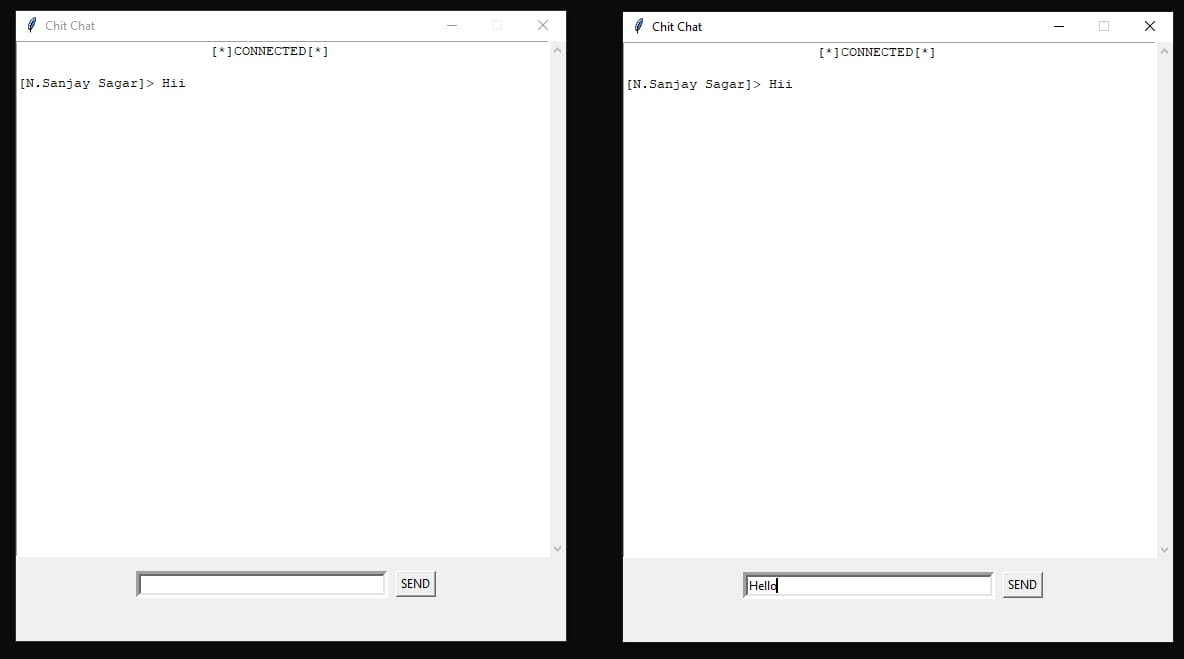 Chit Chat
[*]CONNECTED[*]
[N.Sanjay Sagar]> Hii
SEND
Chit Chat
[*]CONNECTED[*]
[N.Sanjay Sagar]> Hii
Hello
SEND